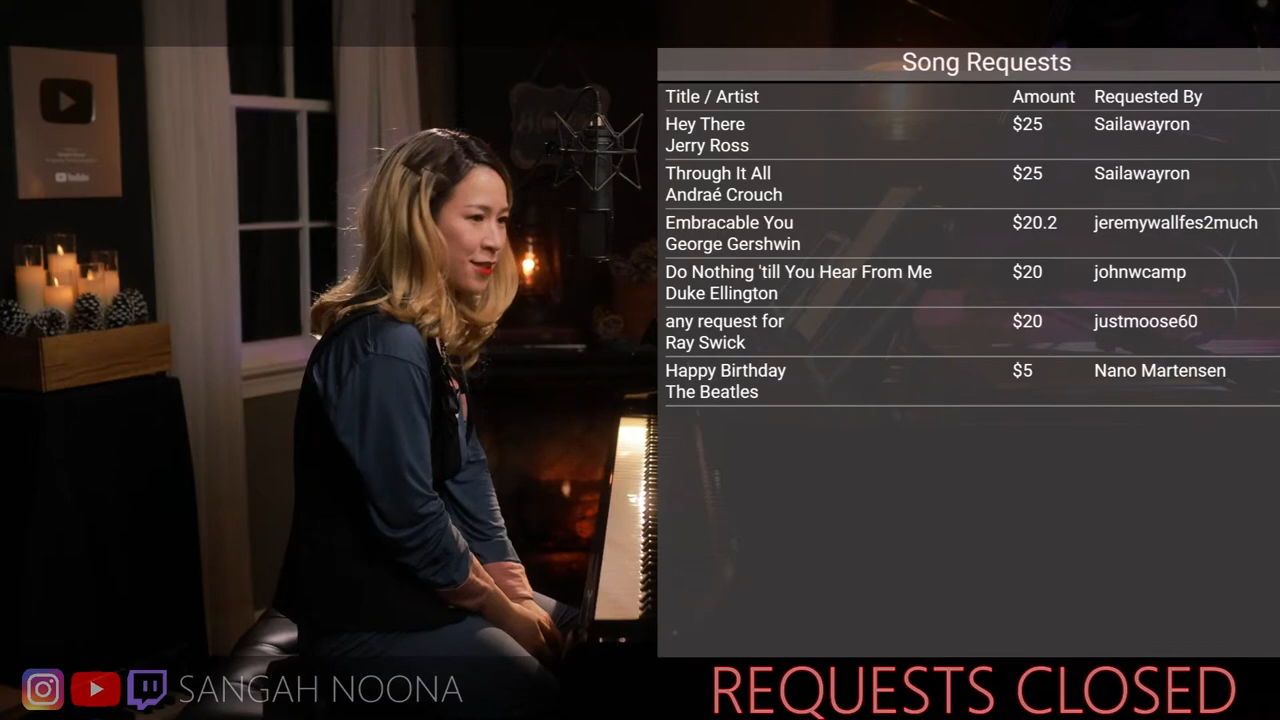 Song Requests
Title / Artist Amount Requested By
Hey There $25 Sailawayron
Jerry Ross
Through It All $25 Sailawayron
Andraé Crouch
Embracable You $20.2 jeremywallfes2much
George Gershwin
Do Nothing 'till You Hear From Me $20 johnwcamp
Duke Ellington
any request for $20 justmoose60
Ray Swick
Happy Birthday $5 Nano Martensen
The Beatles
YouTube
SANGAH NOONA
REQUESTS CLOSED